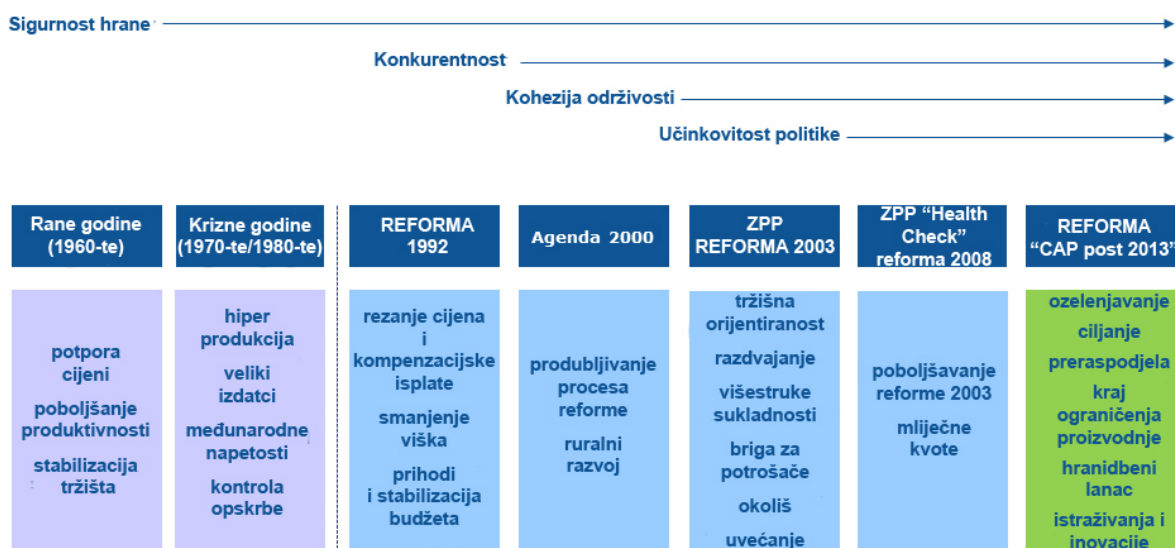 Sigurnost hrane
Konkurentnost
Kohezija održivosti
Učinkovitost politike
Rane godine
(1960-te)
potpora
cijeni
poboljšanje
produktivnosti
stabilizacija
tržišta
Krizne godine
(1970-te/1980-te)
hiper
produkcija
veliki
izdatci
međunarodne
napetosti
kontrola
opskrbe
REFORMA
1992
rezanje cijena
i
kompenzacijske
isplate
smanjenje
viška
prihodi
i stabilizacija
budžeta
Agenda 2000
produbljivanje
procesa
reforme
ruralni
razvoj
ZPP
REFORMA 2003
tržišna
orijentiranost
razdvajanje
višestruke
sukladnosti
briga za
potrošače
okoliš
uvećanje
ZPP “Health
Check”
reforma 2008
poboljšavanje
reforme 2003
mliječne
kvote
REFORMA
“CAP post 2013”
ozelenjavanje
ciljanje
preraspodjela
kraj
ograničenja
proizvodnje
hranidbeni
lanac
istraživanja i
inovacije